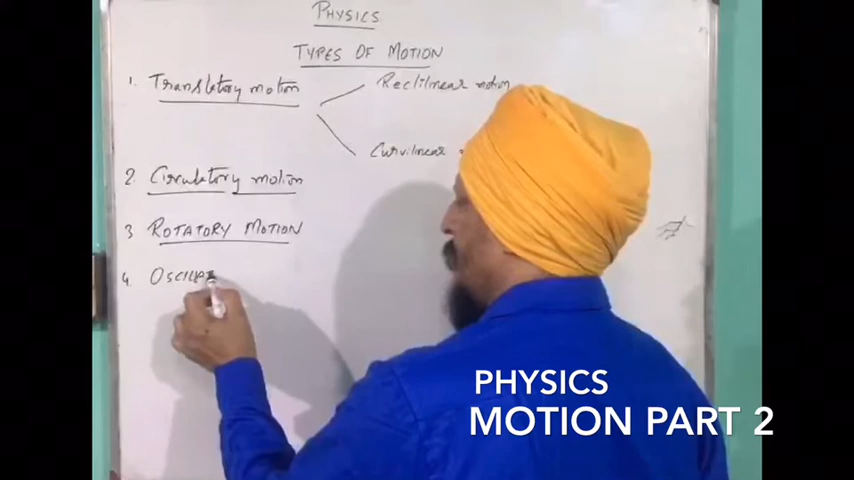 PHYSICS
TYPES OF MOTION
1. Translatory motion
Rectilinear motion
Curvilinear
2. Circulatory motion
3 ROTATORY MOTION
4. OSCILLA
PHYSICS
MOTION PART 2